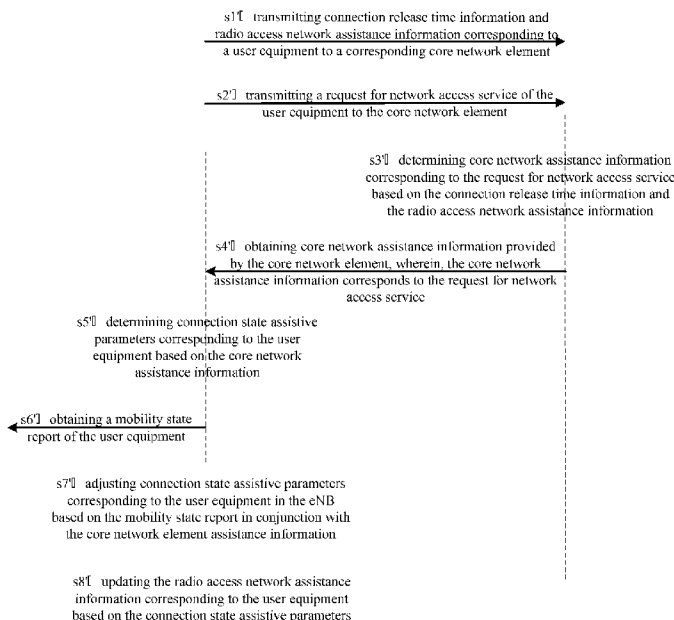 s1' transmitting connection release time information and
radio access network assistance information corresponding to
a user equipment to a corresponding core network element
s2' transmitting a request for network access service of the
user equipment to the core network element
s3' determining core network assistance information
corresponding to the request for network access service
based on the connection release time information and
the radio access network assistance information
s4' obtaining core network assistance information provided
by the core network element, wherein, the core network
assistance information corresponds to the request for network
access service
s5' determining connection state assistive
parameters corresponding to the user
equipment based on the core network
assistance information
s6' obtaining a mobility state
report of the user equipment
s7' adjusting connection state assistive parameters
corresponding to the user equipment in the eNB
based on the mobility state report in conjunction with
the core network element assistance information
s8' updating the radio access network assistance
information corresponding to the user equipment
based on the connection state assistive parameters